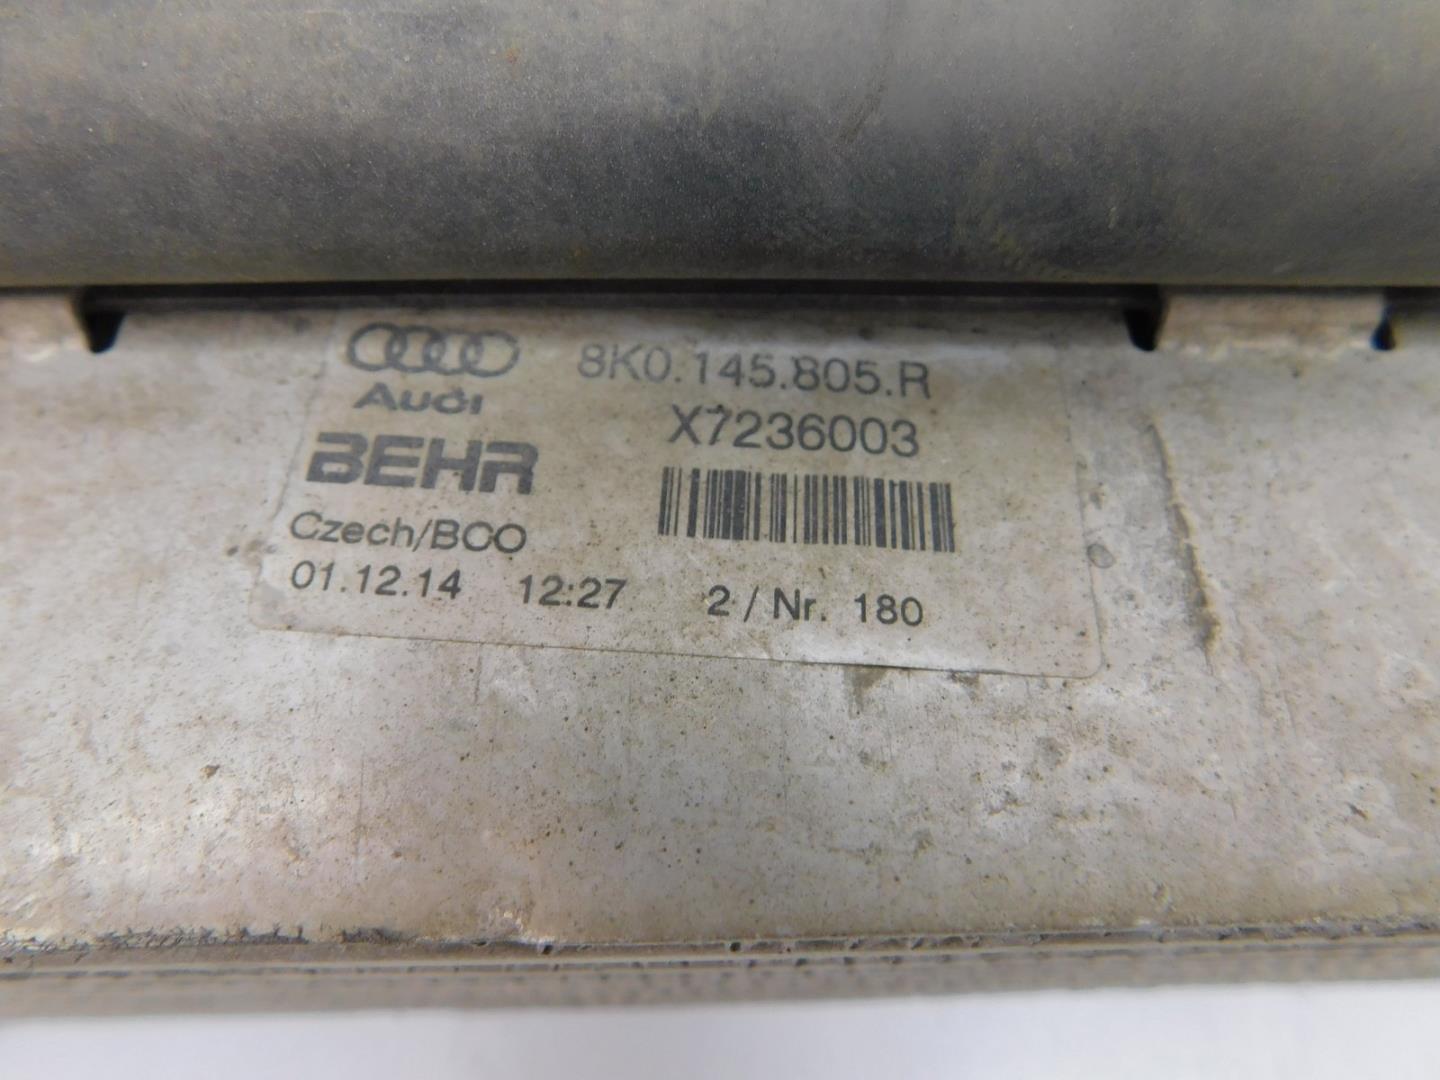 8K0.145.805.R
Audi
X7236003
BEHR
Czech/BCO
01.12.14 12:27 2 / Nr. 180